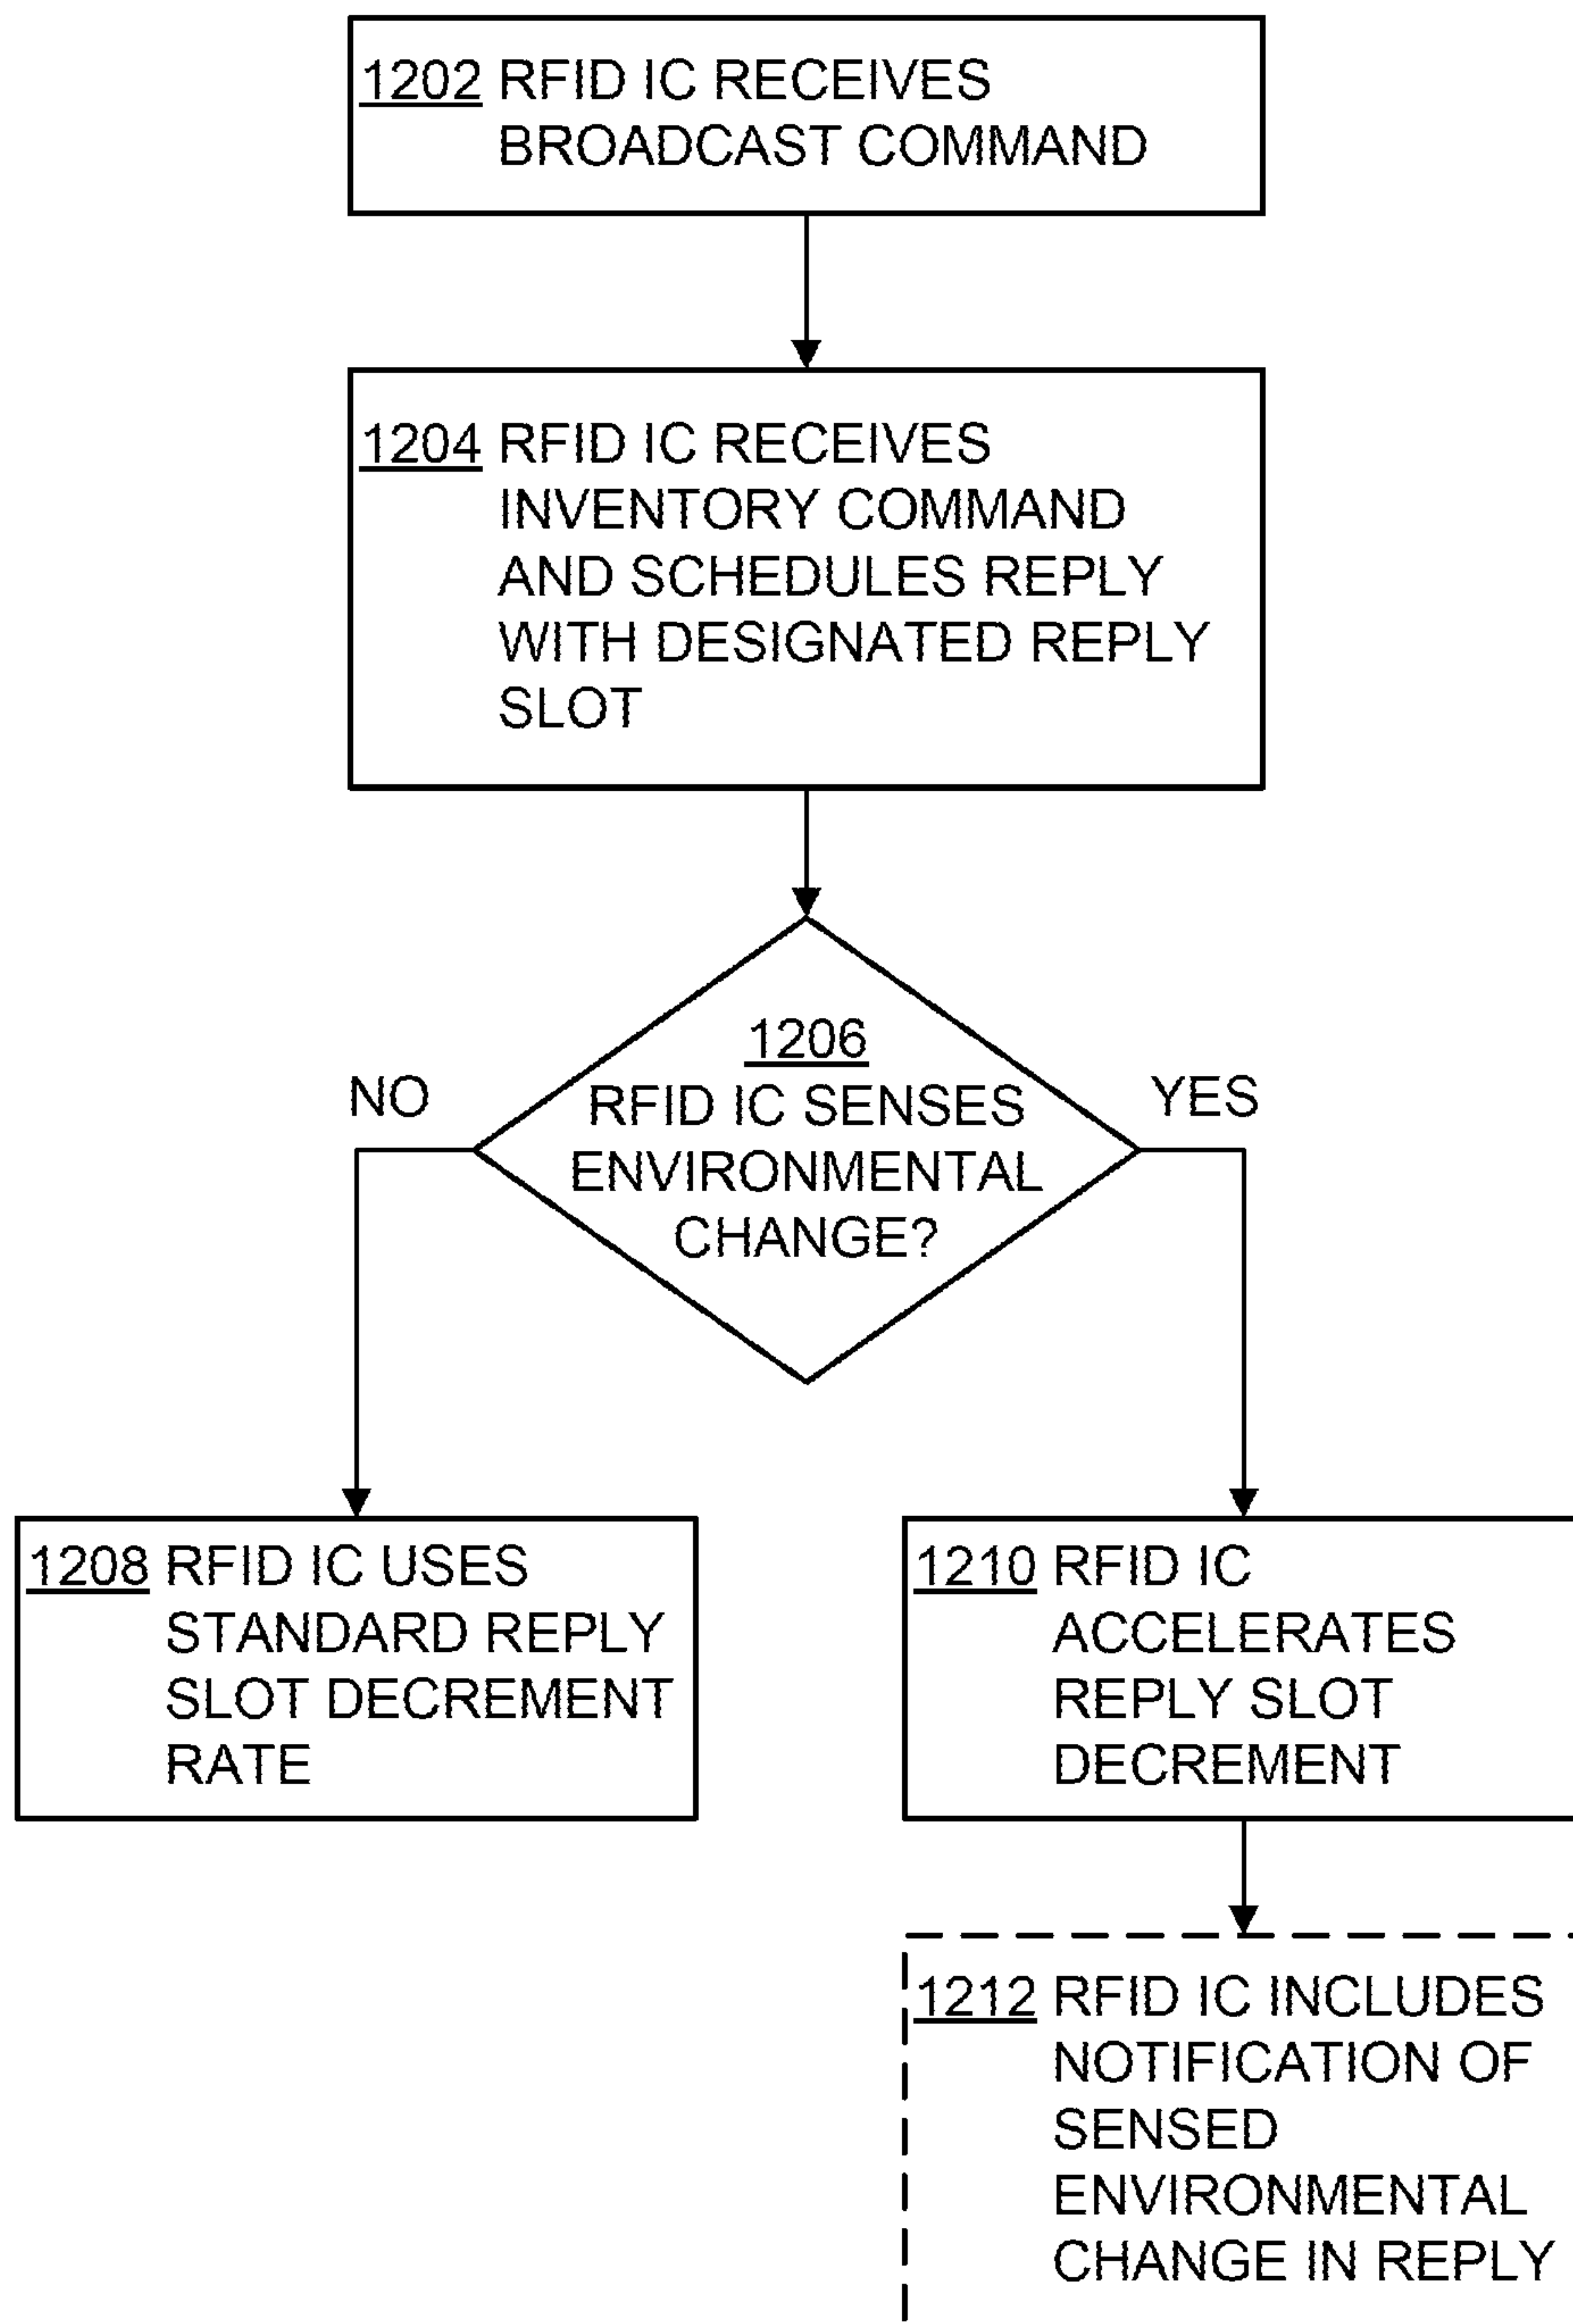 1202 RFID IC RECEIVES
BROADCAST COMMAND
1204 RFID IC RECEIVES
INVENTORY COMMAND
AND SCHEDULES REPLY
WITH DESIGNATED REPLY
SLOT
1206
RFID IC SENSES
ENVIRONMENTAL
CHANGE?
NO
YES
1208 RFID IC USES
STANDARD REPLY
SLOT DECREMENT
RATE
1210 RFID IC
ACCELERATES
REPLY SLOT
DECREMENT
1212 RFID IC INCLUDES
NOTIFICATION OF
SENSED
ENVIRONMENTAL
CHANGE IN REPLY